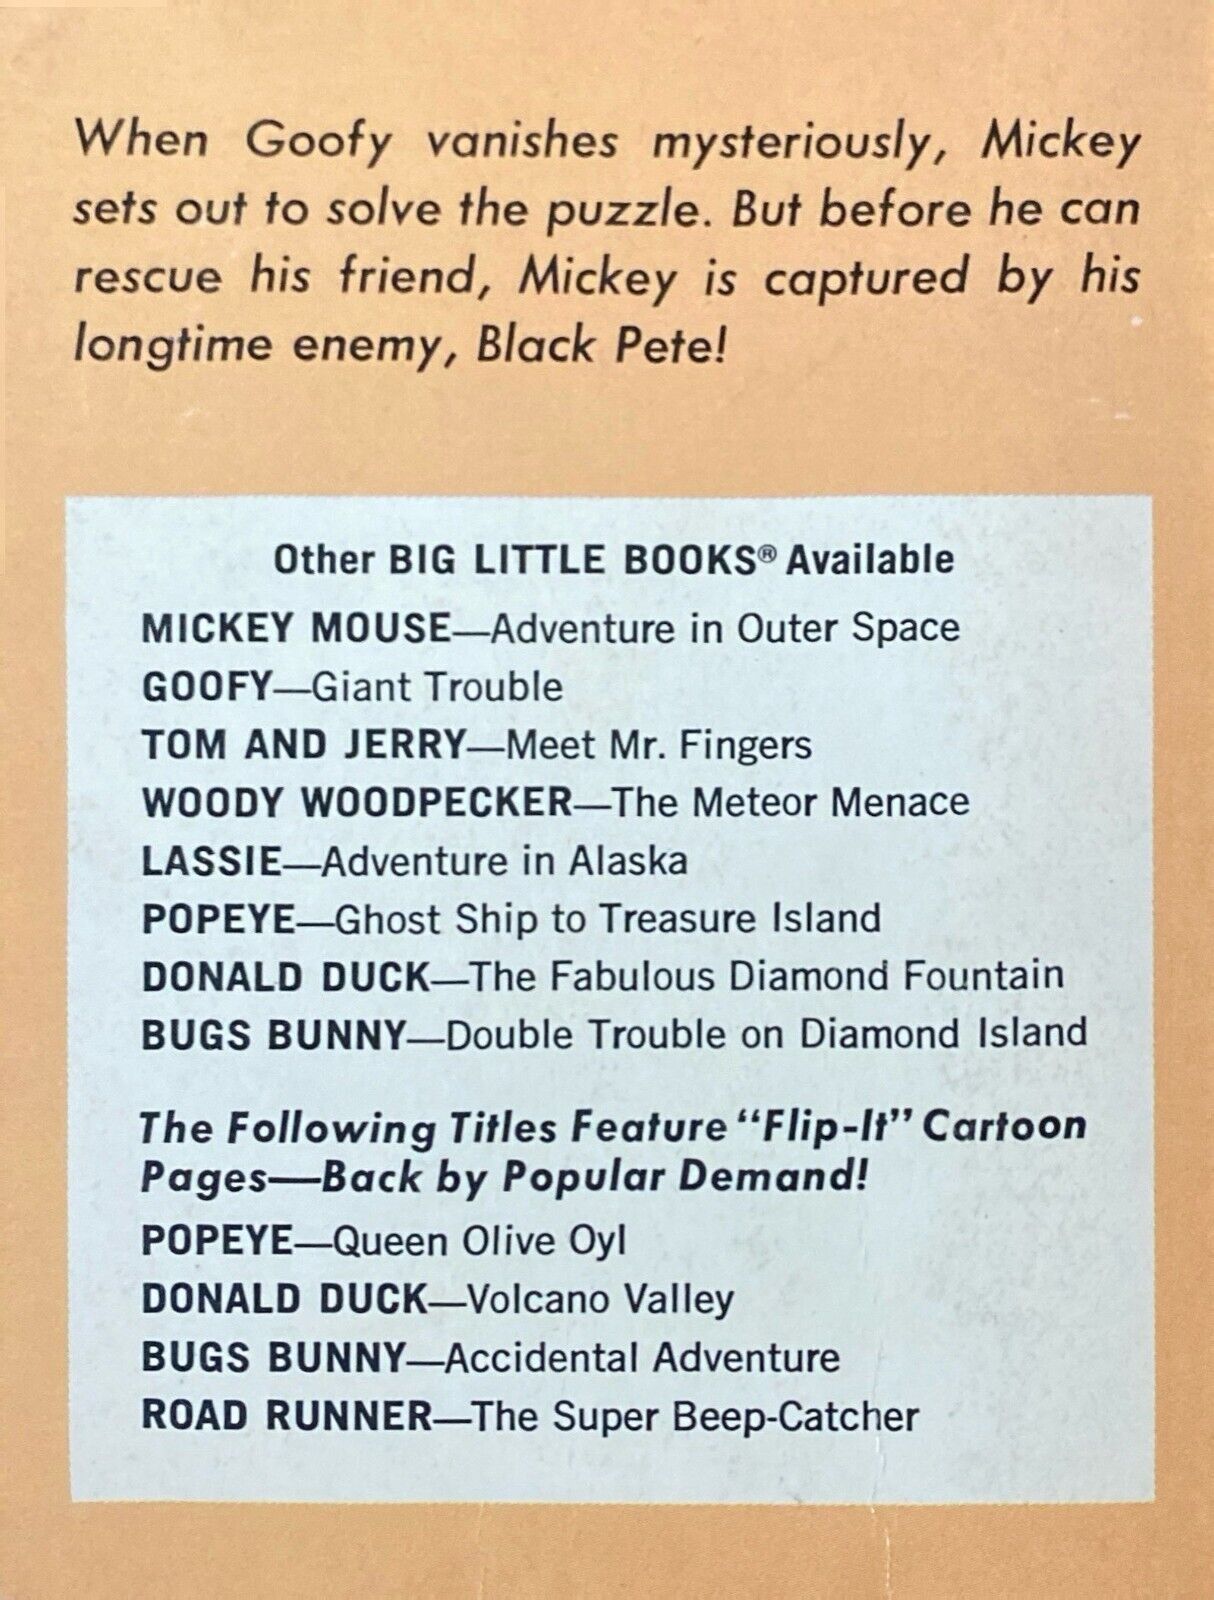 When Goofy vanishes mysteriously, Mickey
sets out to solve the puzzle. But before he can
rescue his friend, Mickey is captured by his
longtime enemy, Black Pete!
Other BIG LITTLE BOOKS® Available
MICKEY MOUSE—Adventure in Outer Space
GOOFY—Giant Trouble
TOM AND JERRY—Meet Mr. Fingers
WOODY WOODPECKER—The Meteor Menace
LASSIE—Adventure in Alaska
POPEYE—Ghost Ship to Treasure Island
DONALD DUCK—The Fabulous Diamond Fountain
BUGS BUNNY—Double Trouble on Diamond Island
The Following Titles Feature "Flip-It" Cartoon
Pages—Back by Popular Demand!
POPEYE—Queen Olive Oyl
DONALD DUCK—Volcano Valley
BUGS BUNNY—Accidental Adventure
ROAD RUNNER—The Super Beep-Catcher